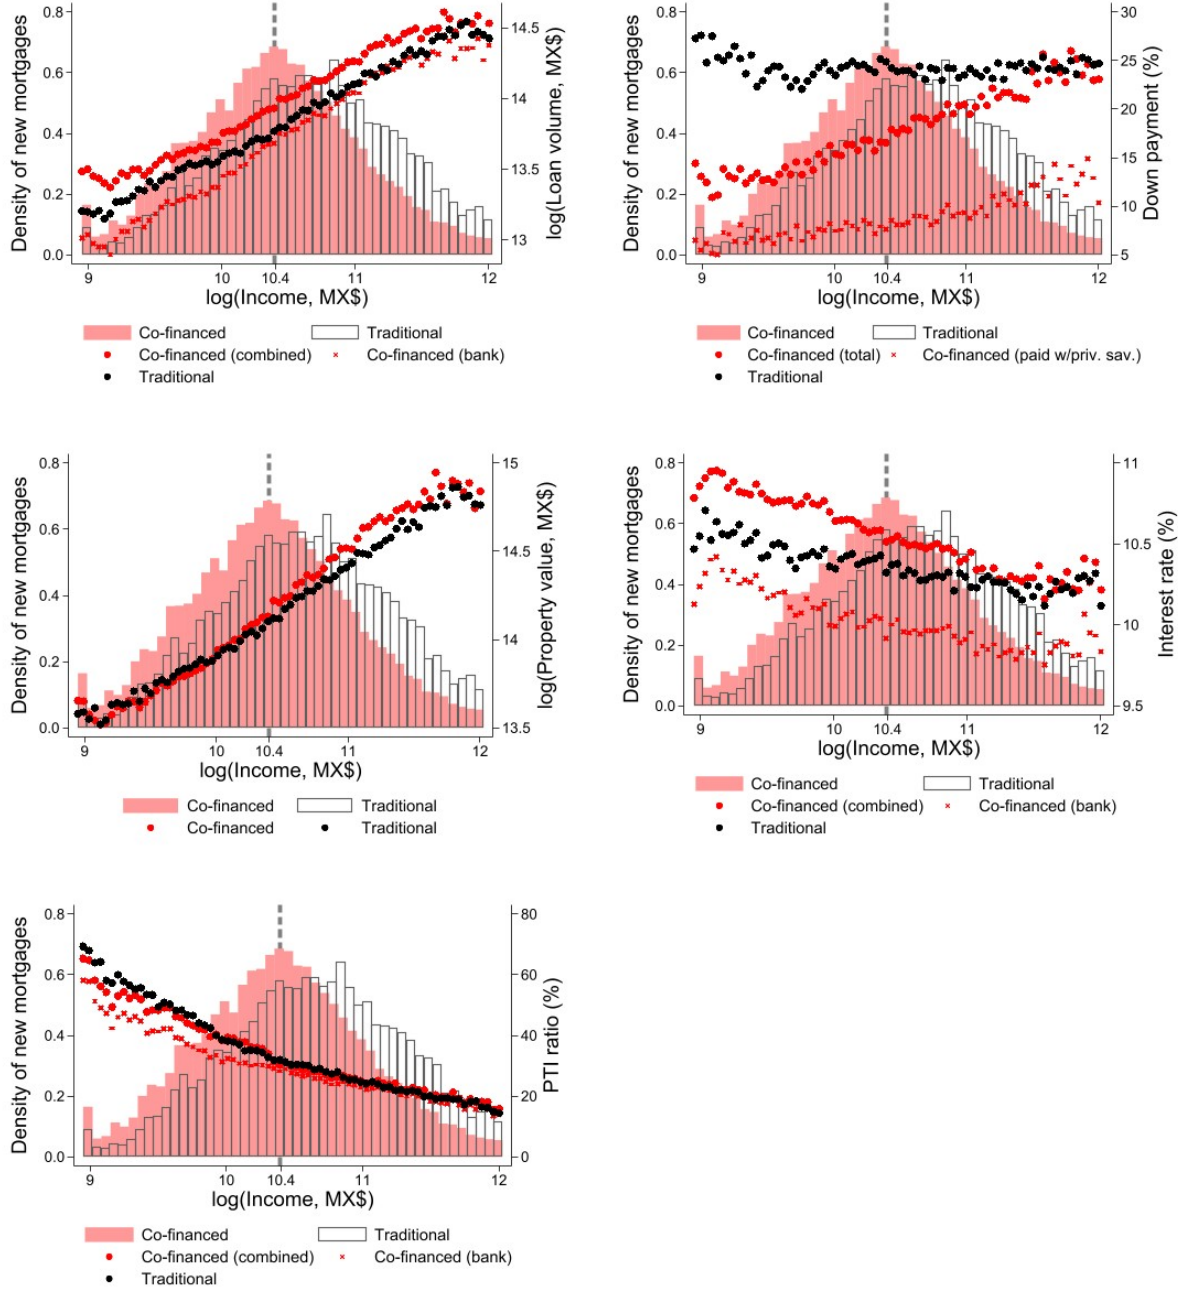 Density of new mortgages
0.8
0.6
0.4
0.2
0.0
14.5
14
13.5
13
log(Loan volume, MX$)
9
10
10.4
11
12
log(Income, MX$)
Co-financed
Traditional
Co-financed (combined)
Co-financed (bank)
Traditional
Density of new mortgages
0.8
0.6
0.4
0.2
0.0
30
25
20
15
10
5
Down payment (%)
9
10
10.4
11
12
log(Income, MX$)
Co-financed
Traditional
Co-financed (total)
Co-financed (paid w/priv. sav.)
Traditional
Density of new mortgages
0.8
0.6
0.4
0.2
0.0
15
14.5
14
13.5
log(Property value, MX$)
9
10
10.4
11
12
log(Income, MX$)
Co-financed
Traditional
Co-financed
Traditional
Density of new mortgages
0.8
0.6
0.4
0.2
0.0
11
10.5
10
9.5
Interest rate (%)
9
10
10.4
11
12
log(Income, MX$)
Co-financed
Traditional
Co-financed (combined)
Co-financed (bank)
Traditional
Density of new mortgages
0.8
0.6
0.4
0.2
0.0
80
60
40
20
0
PTI ratio (%)
9
10
10.4
11
12
log(Income, MX$)
Co-financed
Traditional
Co-financed (combined)
Co-financed (bank)
Traditional